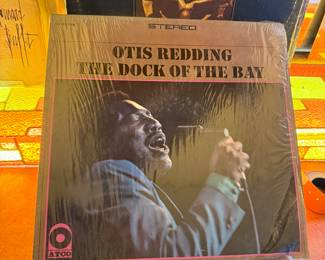 STEREO
OTIS REDDING
THE DOCK OF THE BAY
ATCO